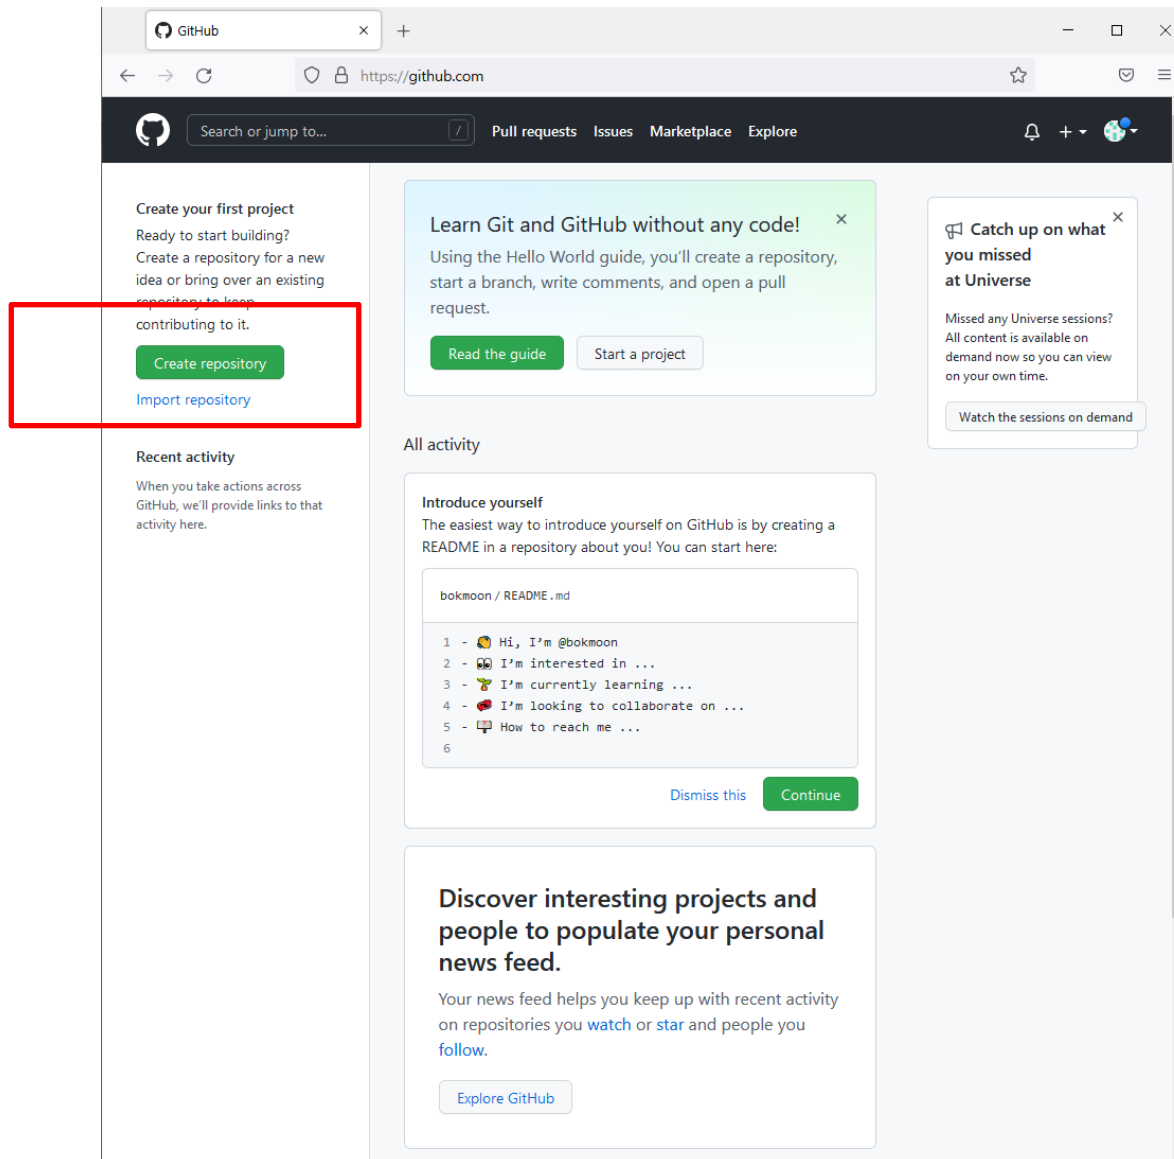 GitHub
https://github.com
Search or jump to...
/
Pull requests Issues Marketplace Explore
Create your first project
Ready to start building?
Create a repository for a new
idea or bring over an existing
repository to keep
contributing to it.
Create repository
Import repository
Recent activity
When you take actions across
GitHub, we'll provide links to that
activity here.
Learn Git and GitHub without any code!
Using the Hello World guide, you'll create a repository,
start a branch, write comments, and open a pull
request.
Read the guide
Start a project
All activity
Introduce yourself
The easiest way to introduce yourself on GitHub is by creating a
README in a repository about you! You can start here:
bokmoon / README.md
1 - 👋 Hi, I'm @bokmoon
2 - 👀 I'm interested in ...
3 - 🌱 I'm currently learning ...
4 - 💞️ I'm looking to collaborate on ...
5 - 📫 How to reach me ...
6
Dismiss this
Continue
Discover interesting projects and
people to populate your personal
news feed.
Your news feed helps you keep up with recent activity
on repositories you watch or star and people you
follow.
Explore GitHub
Catch up on what
you missed
at Universe
Missed any Universe sessions?
All content is available on
demand now so you can view
on your own time.
Watch the sessions on demand